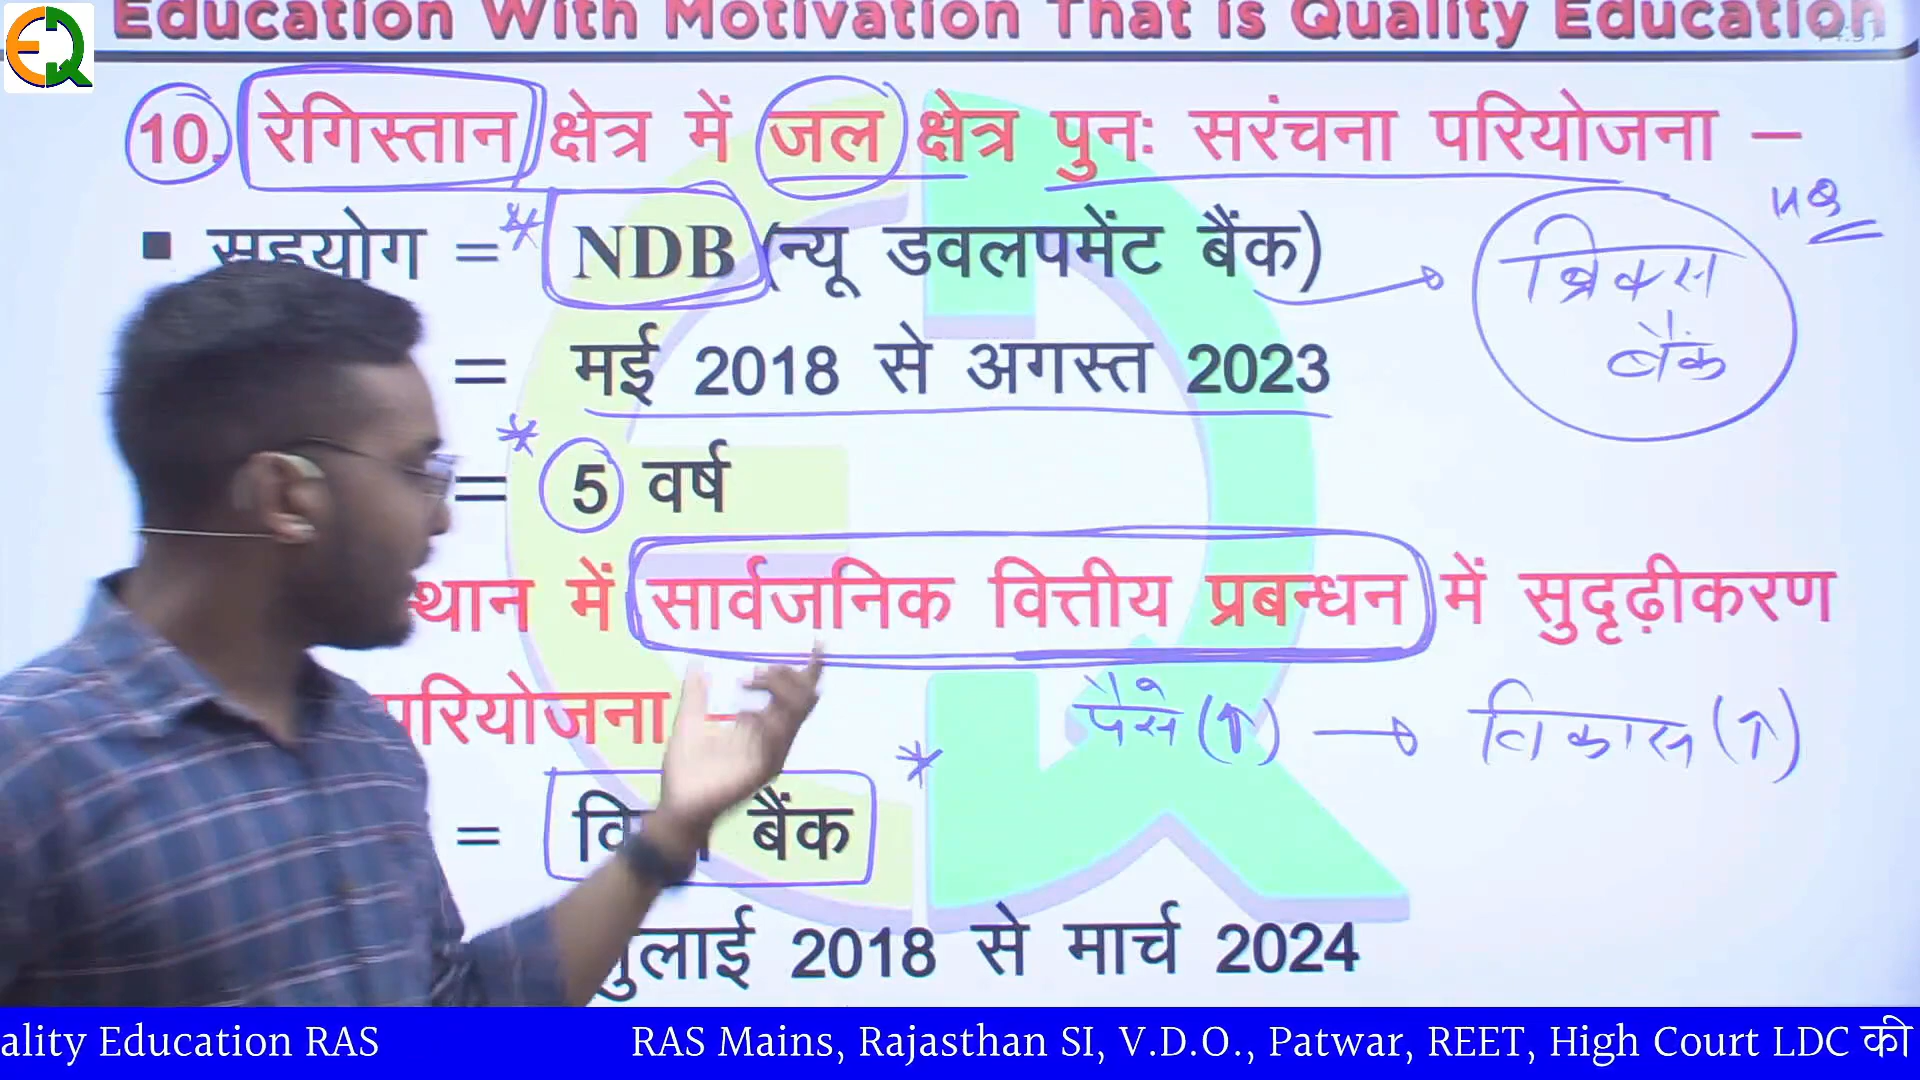 Education With Motivation That is Quality Education
EQ
10. रेगिस्तान क्षेत्र में जल क्षेत्र पुनः सरंचना परियोजना –
▪ सहयोग = NDB (न्यू डवलपमेंट बैंक)
ब्रिक्स बैंक
= मई 2018 से अगस्त 2023
= 5 वर्ष
स्थान में सार्वजनिक वित्तीय प्रबन्धन में सुदृढ़ीकरण
परियोजना –
पैसे (↑) → विकास (↑)
= बैंक
जुलाई 2018 से मार्च 2024
ality Education RAS RAS Mains, Rajasthan SI, V.D.O., Patwar, REET, High Court LDC की